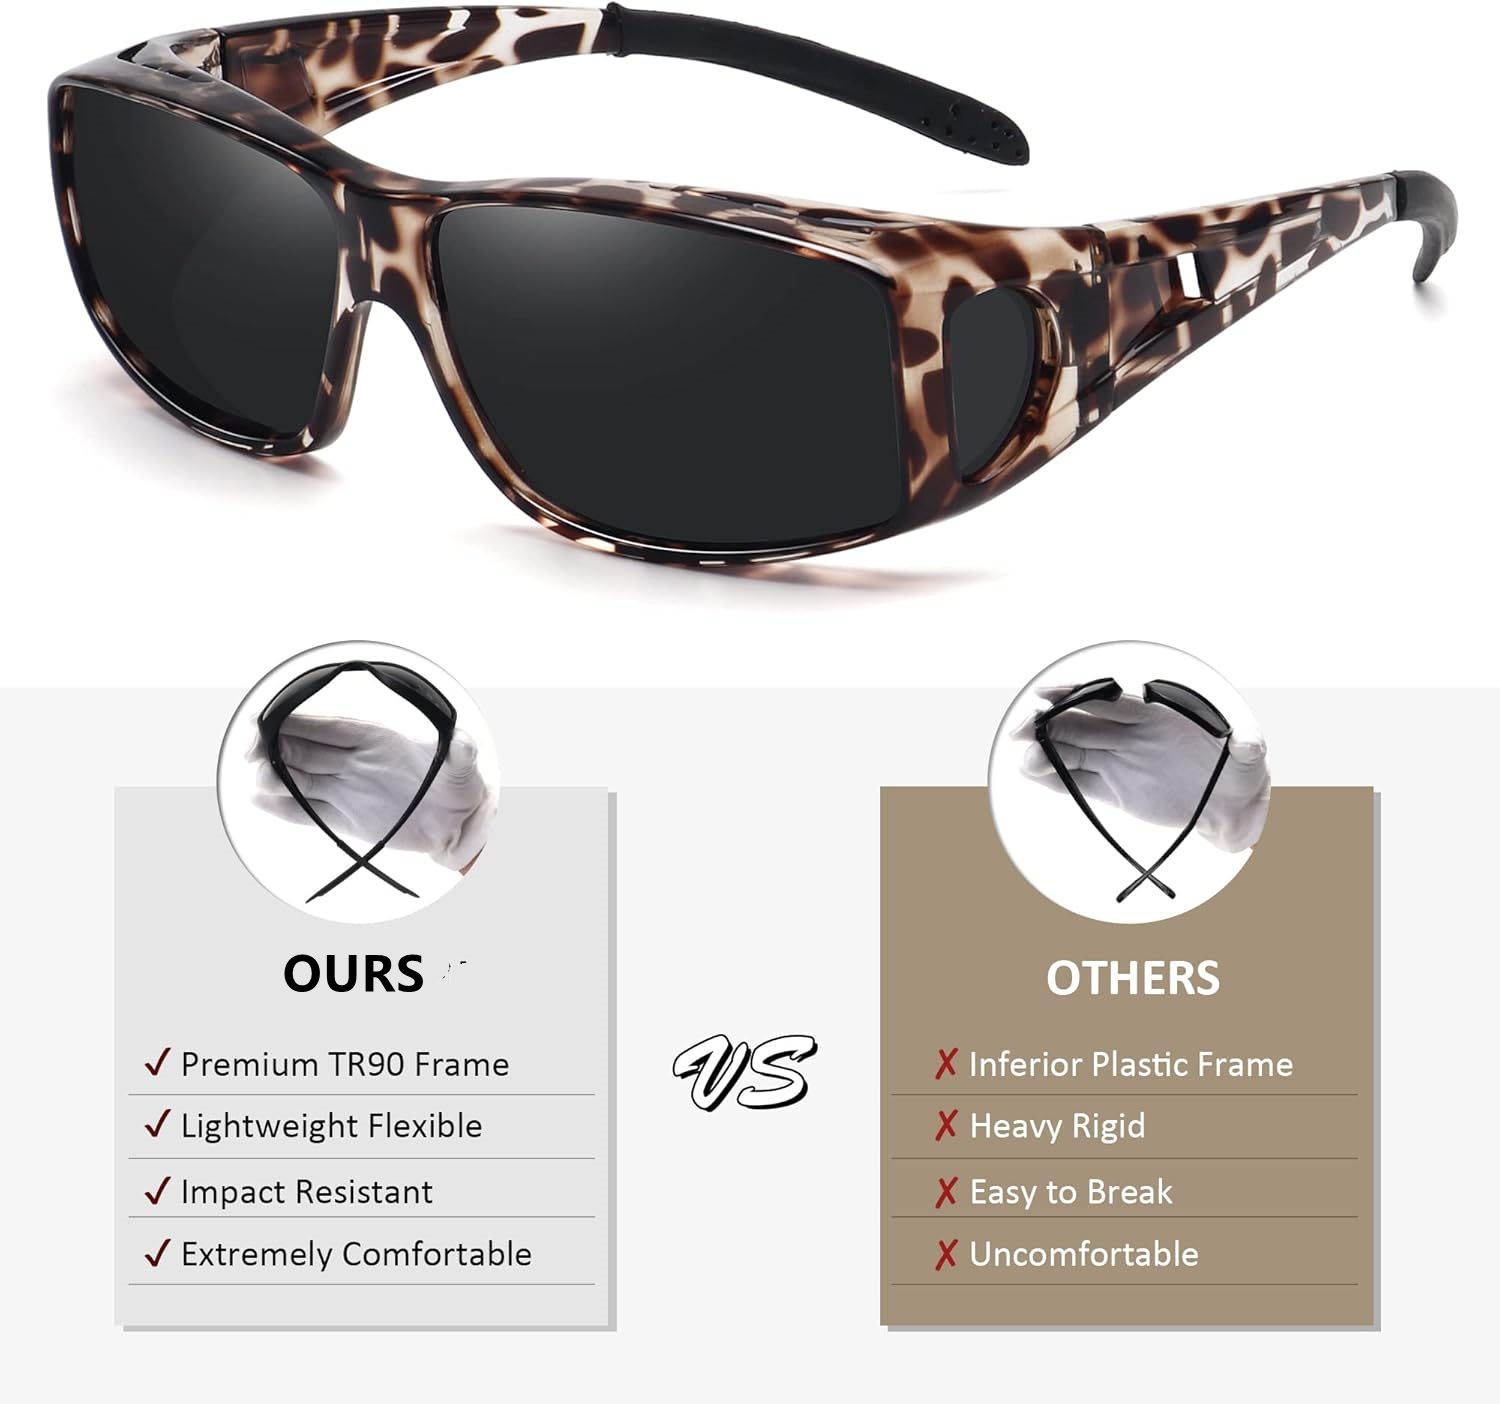 OURS
OTHERS
VS
✓ Premium TR90 Frame
✓ Lightweight Flexible
✓ Impact Resistant
✓ Extremely Comfortable
✗ Inferior Plastic Frame
✗ Heavy Rigid
✗ Easy to Break
✗ Uncomfortable